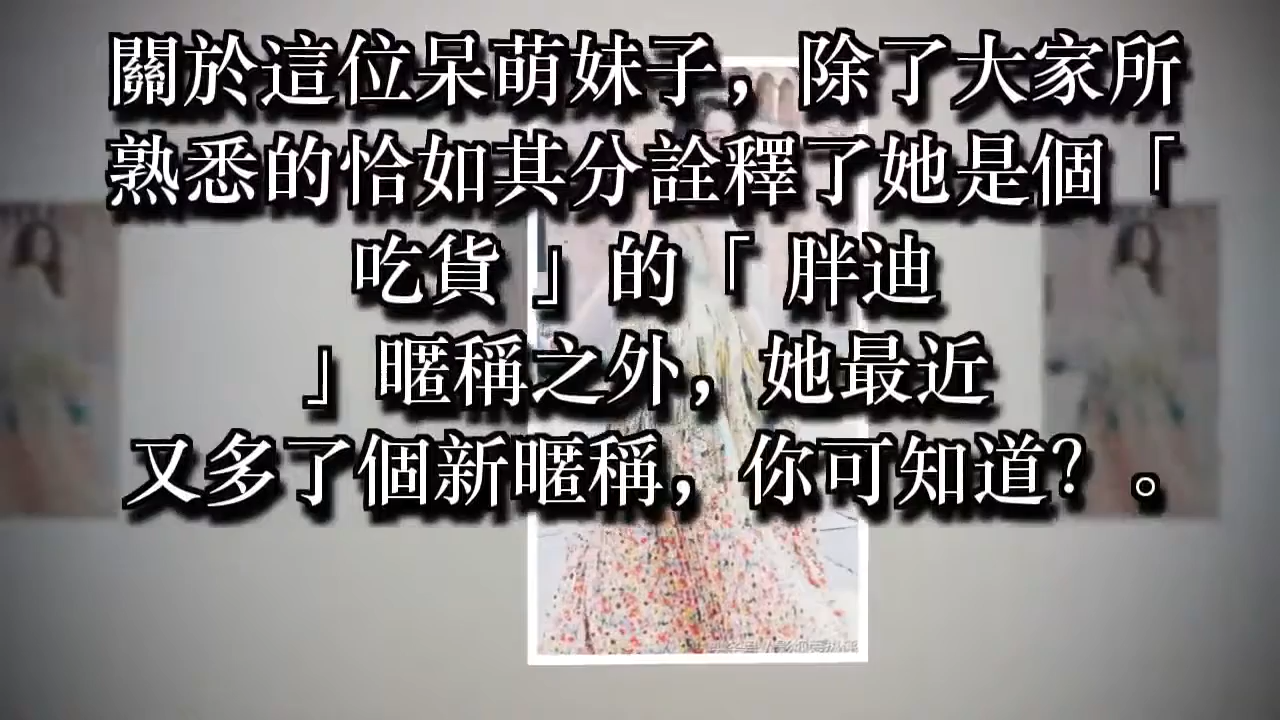 關於這位呆萌妹子，除了大家所
熟悉的恰如其分詮釋了她是個「
吃貨 」 的「 胖迪
」 暱稱之外，她最近
又多了個新暱稱，你可知道？。